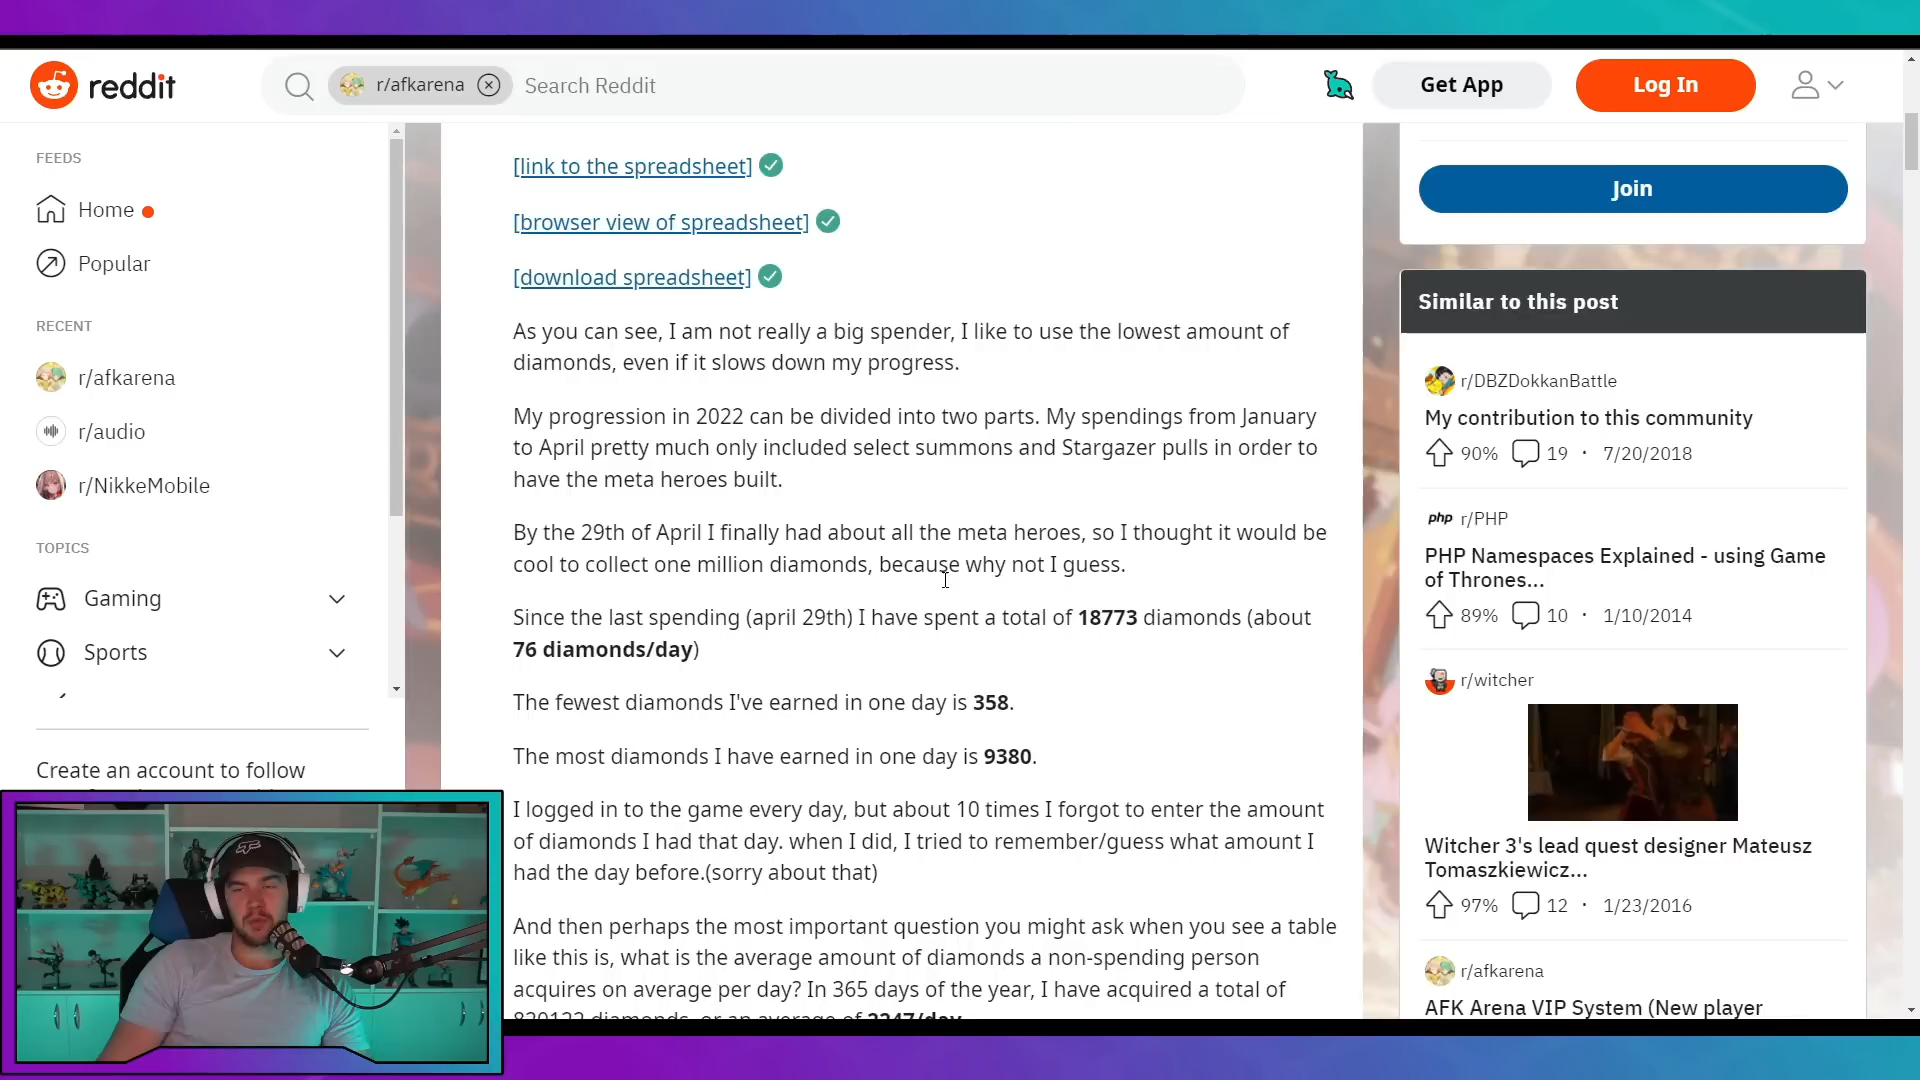 reddit
r/afkarena
Search Reddit
Get App
Log In
FEEDS
Home
Popular
RECENT
r/afkarena
r/audio
r/NikkeMobile
TOPICS
Gaming
Sports
Create an account to follow
[link to the spreadsheet]
[browser view of spreadsheet]
[download spreadsheet]
As you can see, I am not really a big spender, I like to use the lowest amount of
diamonds, even if it slows down my progress.
My progression in 2022 can be divided into two parts. My spendings from January
to April pretty much only included select summons and Stargazer pulls in order to
have the meta heroes built.
By the 29th of April I finally had about all the meta heroes, so I thought it would be
cool to collect one million diamonds, because why not I guess.
Since the last spending (april 29th) I have spent a total of 18773 diamonds (about
76 diamonds/day)
The fewest diamonds I've earned in one day is 358.
The most diamonds I have earned in one day is 9380.
I logged in to the game every day, but about 10 times I forgot to enter the amount
of diamonds I had that day. when I did, I tried to remember/guess what amount I
had the day before.(sorry about that)
And then perhaps the most important question you might ask when you see a table
like this is, what is the average amount of diamonds a non-spending person
acquires on average per day? In 365 days of the year, I have acquired a total of
diamonds, or an average of 2247/day
Join
Similar to this post
r/DBZDokkanBattle
My contribution to this community
90% 19 · 7/20/2018
php r/PHP
PHP Namespaces Explained - using Game
of Thrones...
89% 10 · 1/10/2014
r/witcher
Witcher 3's lead quest designer Mateusz
Tomaszkiewicz...
97% 12 · 1/23/2016
r/afkarena
AFK Arena VIP System (New player